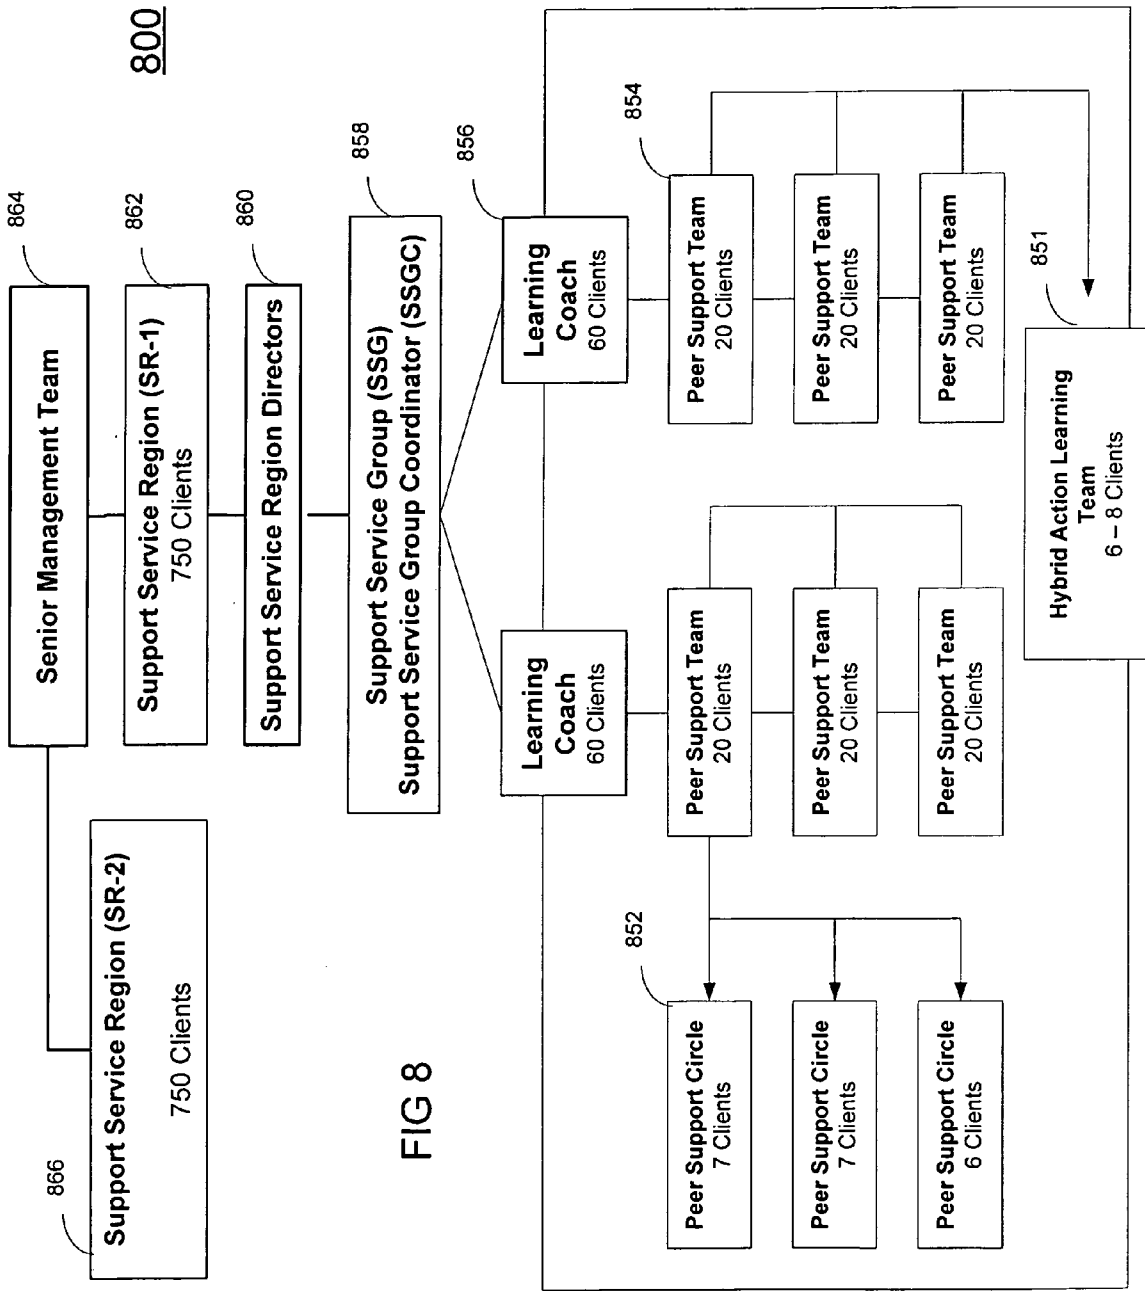 800
Senior Management Team
864
Support Service Region (SR-2)
750 Clients
866
Support Service Region (SR-1)
750 Clients
862
Support Service Region Directors
860
Support Service Group (SSG)
Support Service Group Coordinator (SSGC)
858
FIG 8
Learning
Coach
60 Clients
Learning
Coach
60 Clients
856
Peer Support Circle
7 Clients
852
Peer Support Team
20 Clients
Peer Support Team
20 Clients
854
Peer Support Circle
7 Clients
Peer Support Team
20 Clients
Peer Support Team
20 Clients
Peer Support Circle
6 Clients
Peer Support Team
20 Clients
Peer Support Team
20 Clients
851
Hybrid Action Learning
Team
6 – 8 Clients